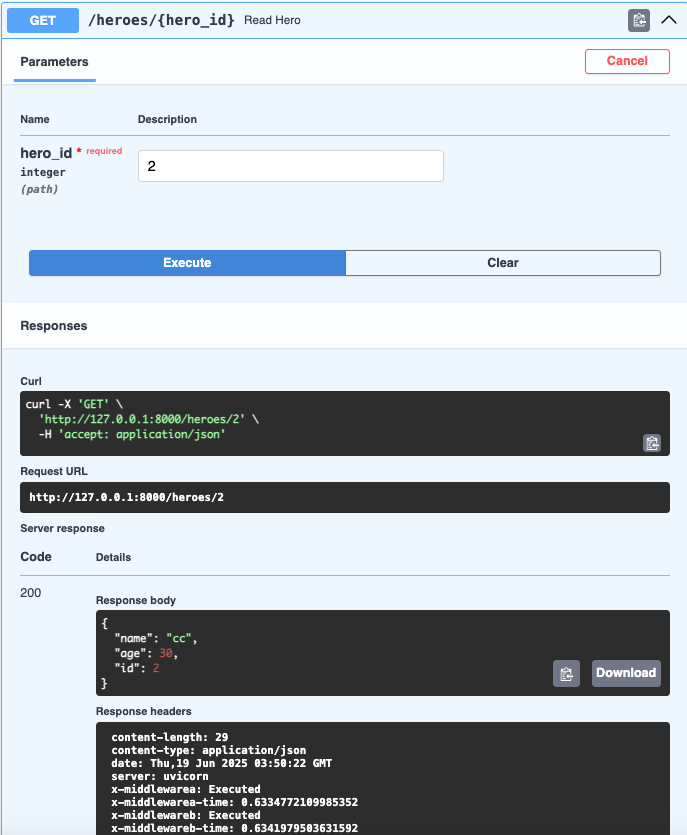 GET /heroes/{hero_id} Read Hero
Parameters
Cancel
Name Description
hero_id * required
integer
(path)
2
Execute Clear
Responses
Curl
curl -X 'GET' \
  'http://127.0.0.1:8000/heroes/2' \
  -H 'accept: application/json'
Request URL
http://127.0.0.1:8000/heroes/2
Server response
Code Details
200
Response body
{
  "name": "cc",
  "age": 30,
  "id": 2
}
Download
Response headers
content-length: 29
content-type: application/json
date: Thu,19 Jun 2025 03:50:22 GMT
server: uvicorn
x-middlewarea: Executed
x-middlewarea-time: 0.6334772109985352
x-middlewareb: Executed
x-middlewareb-time: 0.6341979503631592